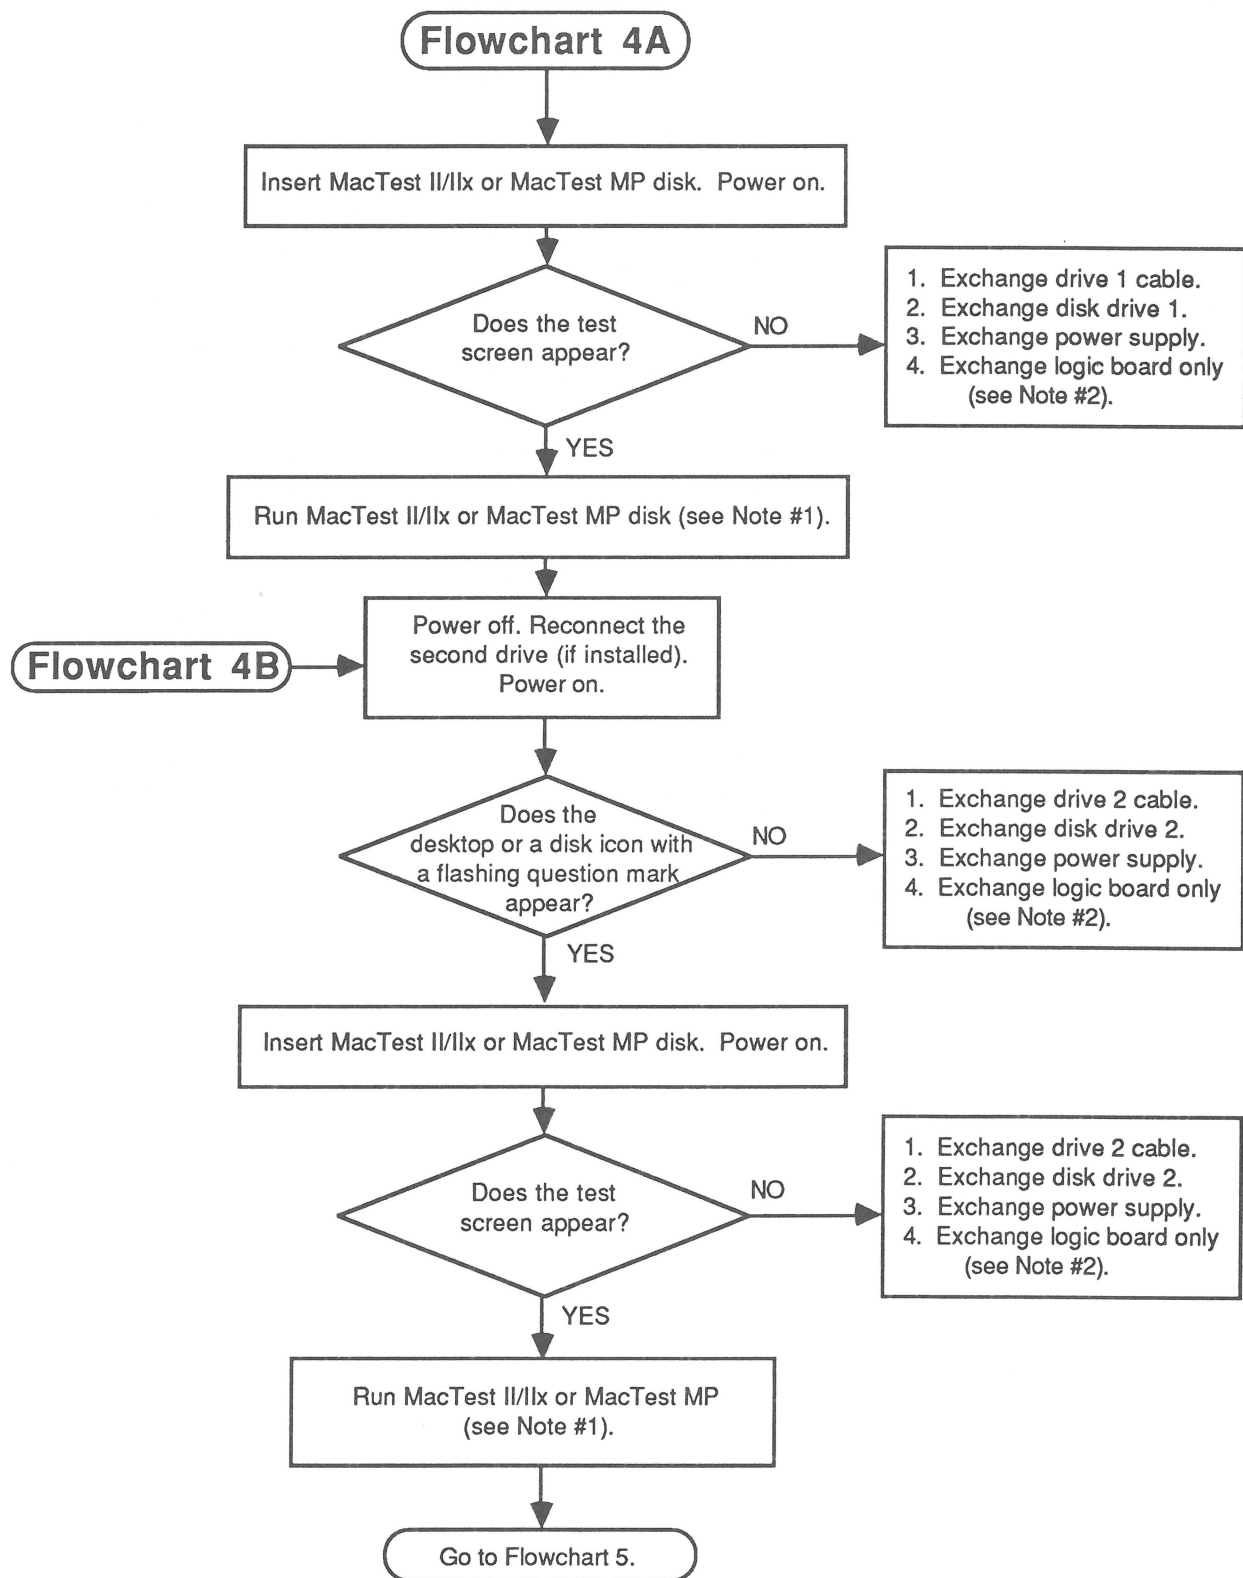 Flowchart 4A
Insert MacTest II/IIx or MacTest MP disk. Power on.
Does the test
screen appear?
NO
1. Exchange drive 1 cable.
2. Exchange disk drive 1.
3. Exchange power supply.
4. Exchange logic board only
(see Note #2).
YES
Run MacTest II/IIx or MacTest MP disk (see Note #1).
Flowchart 4B
Power off. Reconnect the
second drive (if installed).
Power on.
Does the
desktop or a disk icon with
a flashing question mark
appear?
NO
1. Exchange drive 2 cable.
2. Exchange disk drive 2.
3. Exchange power supply.
4. Exchange logic board only
(see Note #2).
YES
Insert MacTest II/IIx or MacTest MP disk. Power on.
Does the test
screen appear?
NO
1. Exchange drive 2 cable.
2. Exchange disk drive 2.
3. Exchange power supply.
4. Exchange logic board only
(see Note #2).
YES
Run MacTest II/IIx or MacTest MP
(see Note #1).
Go to Flowchart 5.